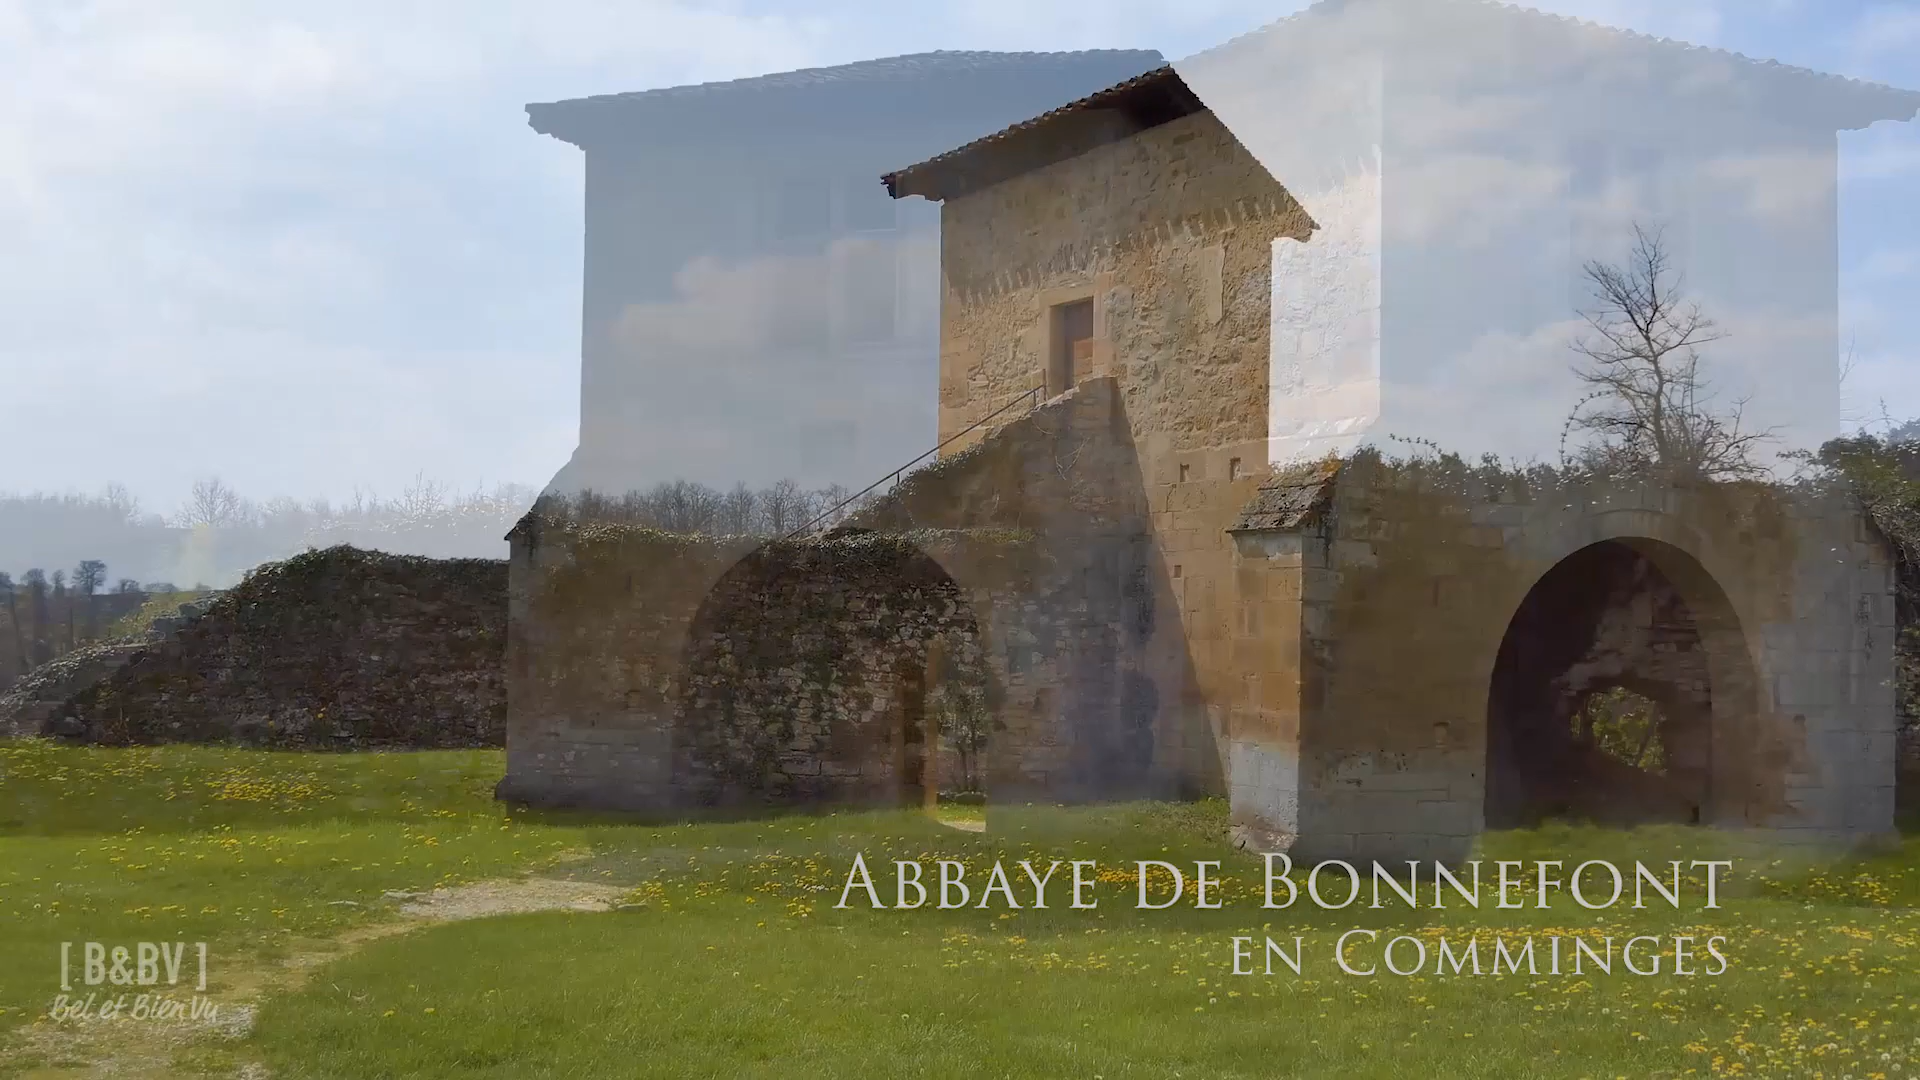 ABBAYE DE BONNEFONT
EN COMMINGES
[ B&BV ]
Bel et Bien Vu